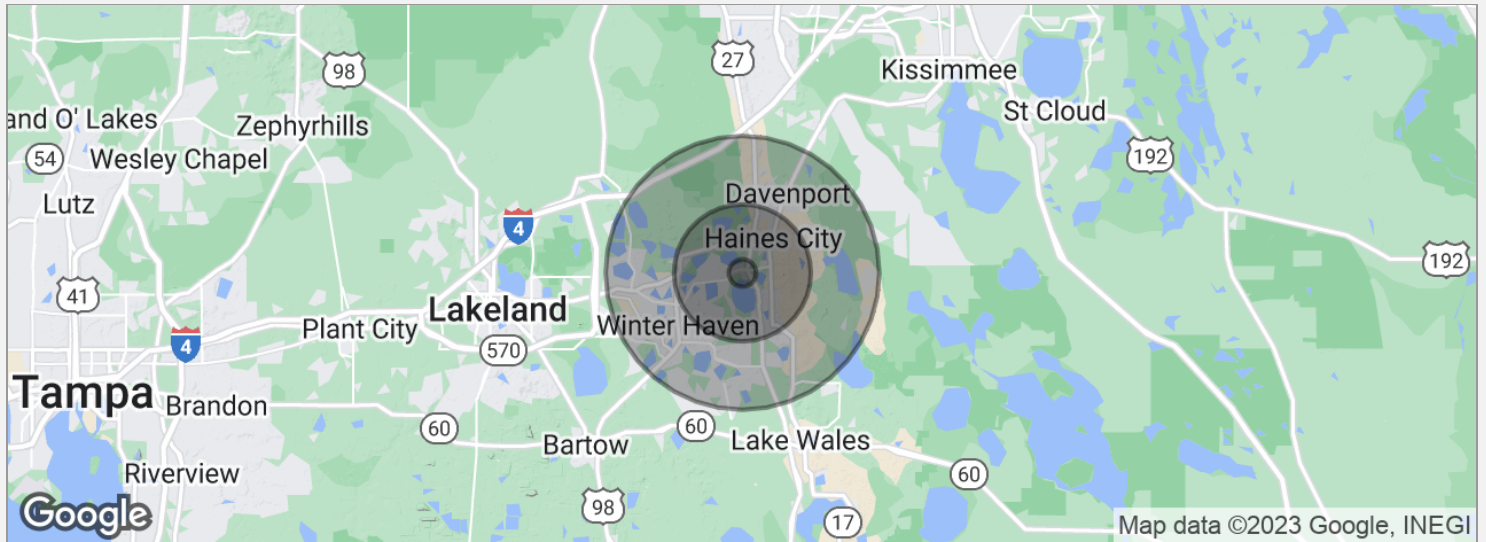 27
98
Kissimmee
St Cloud
and O' Lakes
Zephyrhills
54
Wesley Chapel
192
Davenport
Lutz
4
Haines City
192
41
Lakeland
Plant City
Winter Haven
4
570
Tampa
Brandon
60
60
Bartow
Lake Wales
Riverview
60
98
17
Google
Map data ©2023 Google, INEGI